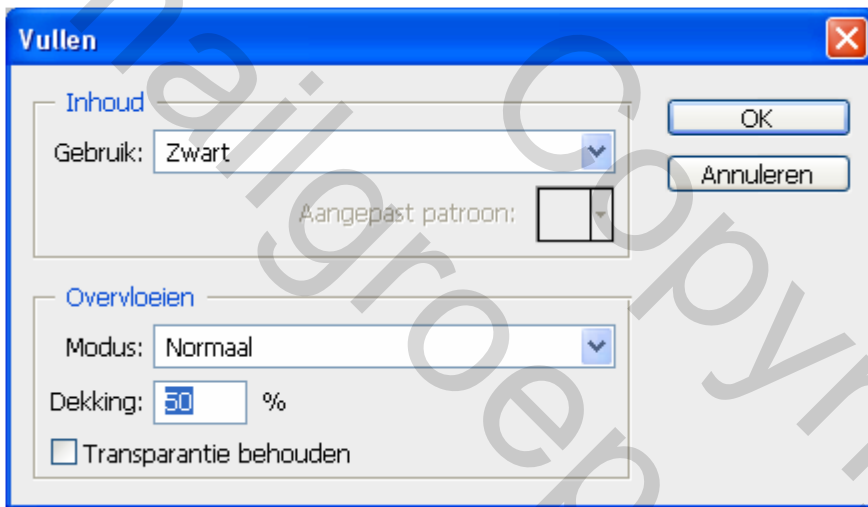 Vullen
Inhoud
Gebruik: Zwart
Aangepast patroon:
OK
Annuleren
Overvloeien
Modus: Normaal
Dekking: 50 %
Transparantie behouden